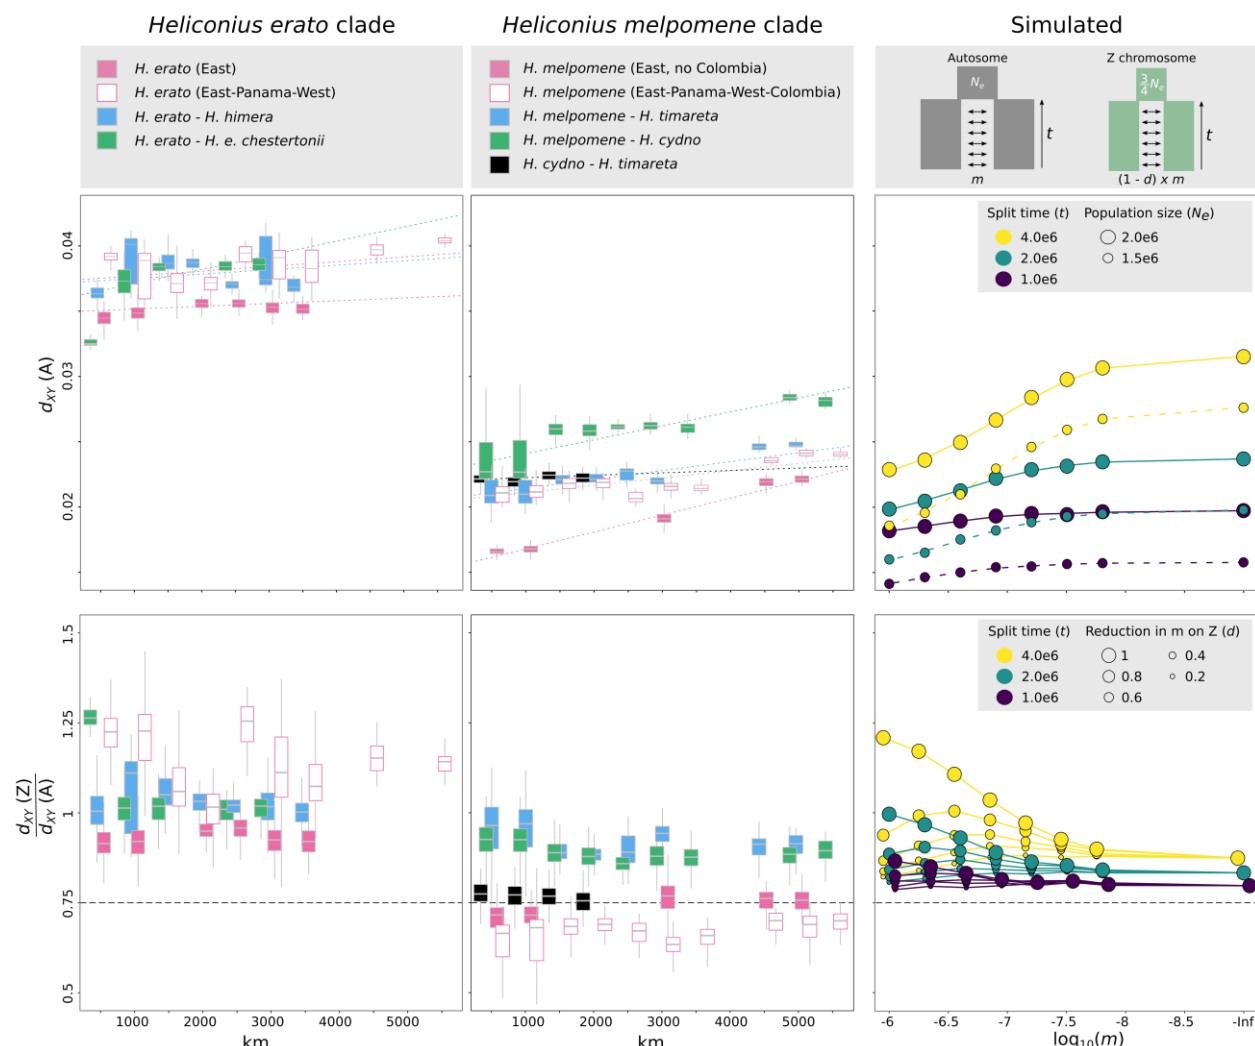 Heliconius erato clade
Heliconius melpomene clade
Simulated
H. erato (East)
H. erato (East-Panama-West)
H. erato - H. himera
H. erato - H. e. chestertonii
H. melpomene (East, no Colombia)
H. melpomene (East-Panama-West-Colombia)
H. melpomene - H. timareta
H. melpomene - H. cydno
H. cydno - H. timareta
Autosome
Z chromosome
Ne
3/4 Ne
t
t
m
(1 - d) x m
dXY (A)
0.04
0.03
0.02
Split time (t)
Population size (Ne)
4.0e6
2.0e6
2.0e6
1.5e6
1.0e6
dXY (Z)
dXY (A)
1.5
1.25
1
0.75
0.5
Split time (t)
Reduction in m on Z (d)
4.0e6
1
0.4
2.0e6
0.8
0.2
1.0e6
0.6
1000 2000 3000 4000 5000
km
1000 2000 3000 4000 5000
km
-6 -6.5 -7 -7.5 -8 -8.5 -Inf
log10(m)